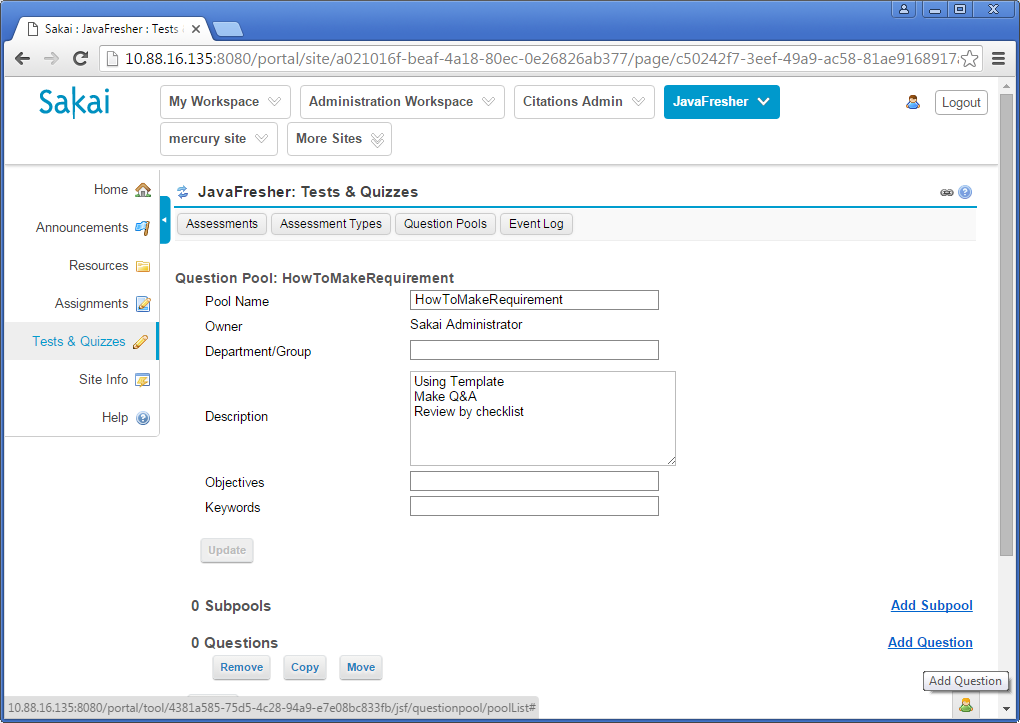 Sakai : JavaFresher : Tests
10.88.16.135:8080/portal/site/a021016f-beaf-4a18-80ec-0e26826ab377/page/c50242f7-3eef-49a9-ac58-81ae9168917
Sakai
My Workspace
Administration Workspace
Citations Admin
JavaFresher
Logout
mercury site
More Sites
Home
Announcements
Resources
Assignments
Tests & Quizzes
Site Info
Help
JavaFresher: Tests & Quizzes
Assessments
Assessment Types
Question Pools
Event Log
Question Pool: HowToMakeRequirement
Pool Name
HowToMakeRequirement
Owner
Sakai Administrator
Department/Group
Description
Using Template
Make Q&A
Review by checklist
Objectives
Keywords
Update
0 Subpools
Add Subpool
0 Questions
Add Question
Remove
Copy
Move
Add Question
10.88.16.135:8080/portal/tool/4381a585-75d5-4c28-94a9-e7e08bc833fb/jsf/questionpool/poolList#